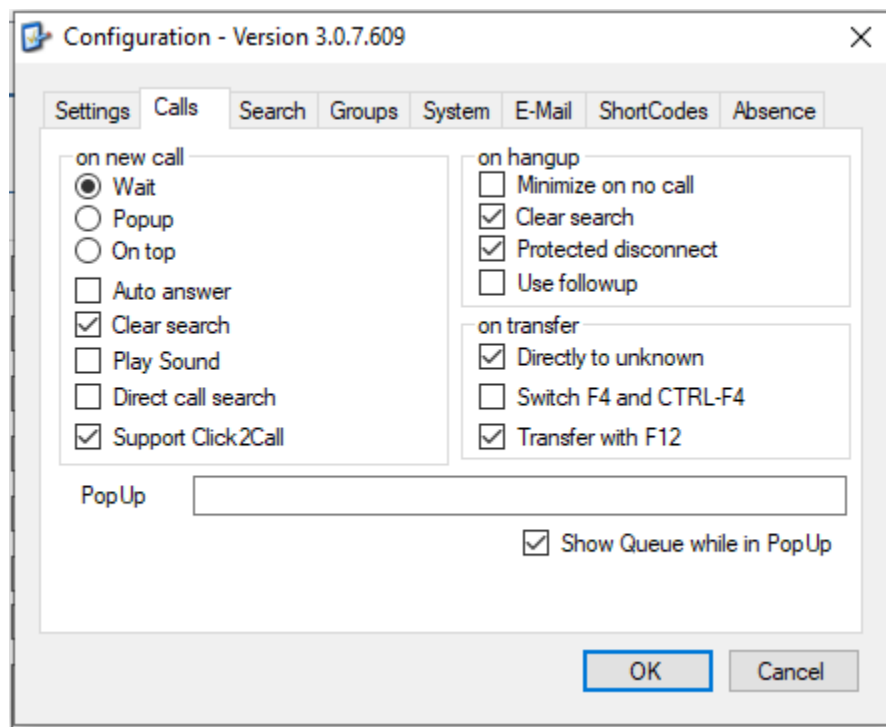 Configuration - Version 3.0.7.609
Settings Calls Search Groups System E-Mail ShortCodes Absence
on new call
Wait
Popup
On top
Auto answer
Clear search
Play Sound
Direct call search
Support Click2Call
on hangup
Minimize on no call
Clear search
Protected disconnect
Use followup
on transfer
Directly to unknown
Switch F4 and CTRL-F4
Transfer with F12
PopUp
Show Queue while in PopUp
OK Cancel